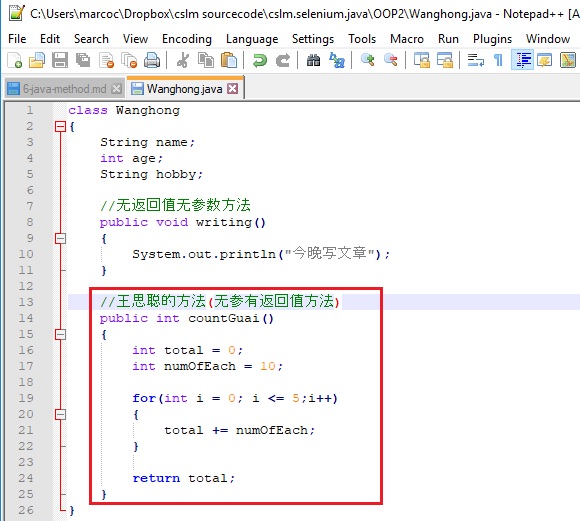 C:\Users\marcoc\Dropbox\cslm sourcecode\cslm.selenium.java\OOP2\Wanghong.java - Notepad++ [A
File Edit Search View Encoding Language Settings Tools Macro Run Plugins Window
6-java-method.md Wanghong.java
1 class Wanghong
2 {
3 String name;
4 int age;
5 String hobby;
6
7 //无返回值无参数方法
8 public void writing()
9 {
10 System.out.println("今晚写文章");
11 }
12
13 //王思聪的方法(无参有返回值方法)
14 public int countGuai()
15 {
16 int total = 0;
17 int numOfEach = 10;
18
19 for(int i = 0; i <= 5;i++)
20 {
21 total += numOfEach;
22 }
23
24 return total;
25 }
26 }